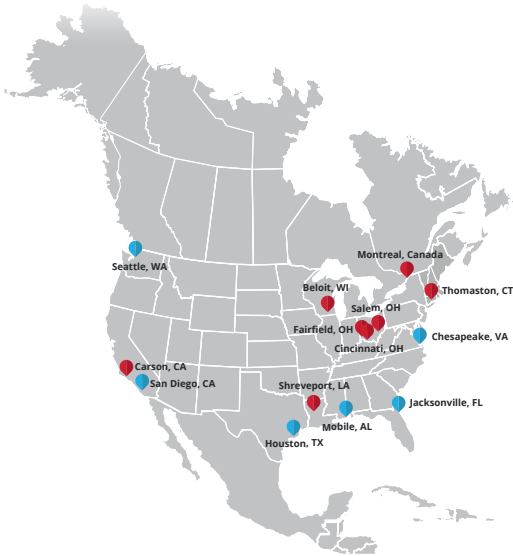 Montreal, Canada
Seattle, WA
Beloit, WI
Thomaston, CT
Salem, OH
Fairfield, OH
Chesapeake, VA
Cincinnati, OH
Carson, CA
San Diego, CA
Shreveport, LA
Jacksonville, FL
Mobile, AL
Houston, TX